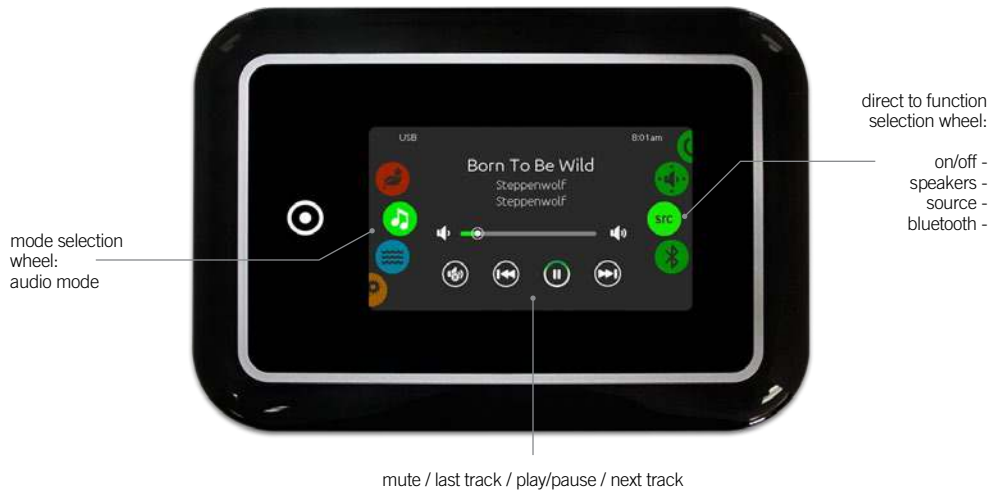 direct to function
selection wheel:
on/off -
speakers -
source -
bluetooth -
USB
8:01am
Born To Be Wild
Steppenwolf
Steppenwolf
src
mode selection
wheel:
audio mode
mute / last track / play/pause / next track